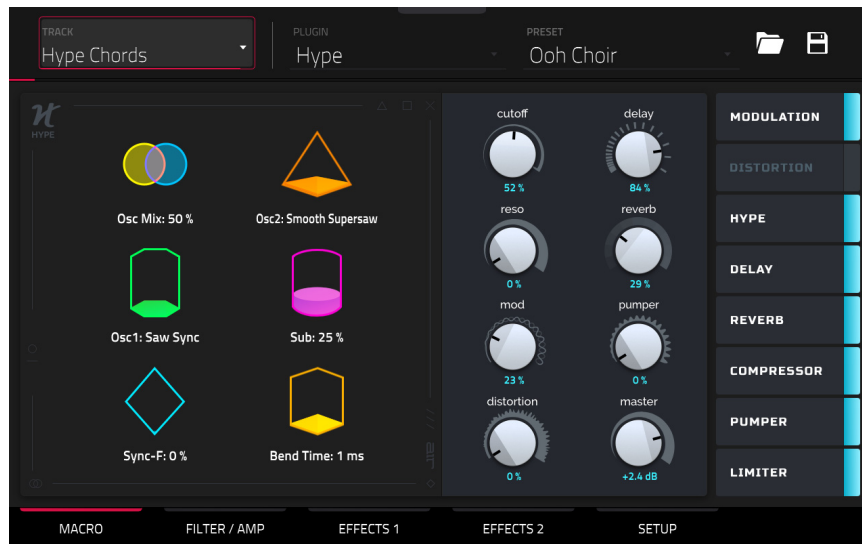 TRACK
Hype Chords
PLUGIN
Hype
PRESET
Ooh Choir
HYPE
Osc Mix: 50 %
Osc2: Smooth Supersaw
Osc1: Saw Sync
Sub: 25 %
Sync-F: 0 %
Bend Time: 1 ms
AIR
cutoff
delay
52 %
84 %
reso
reverb
0 %
29 %
mod
pumper
23 %
0 %
distortion
master
0 %
+2.4 dB
MODULATION
DISTORTION
HYPE
DELAY
REVERB
COMPRESSOR
PUMPER
LIMITER
MACRO
FILTER / AMP
EFFECTS 1
EFFECTS 2
SETUP